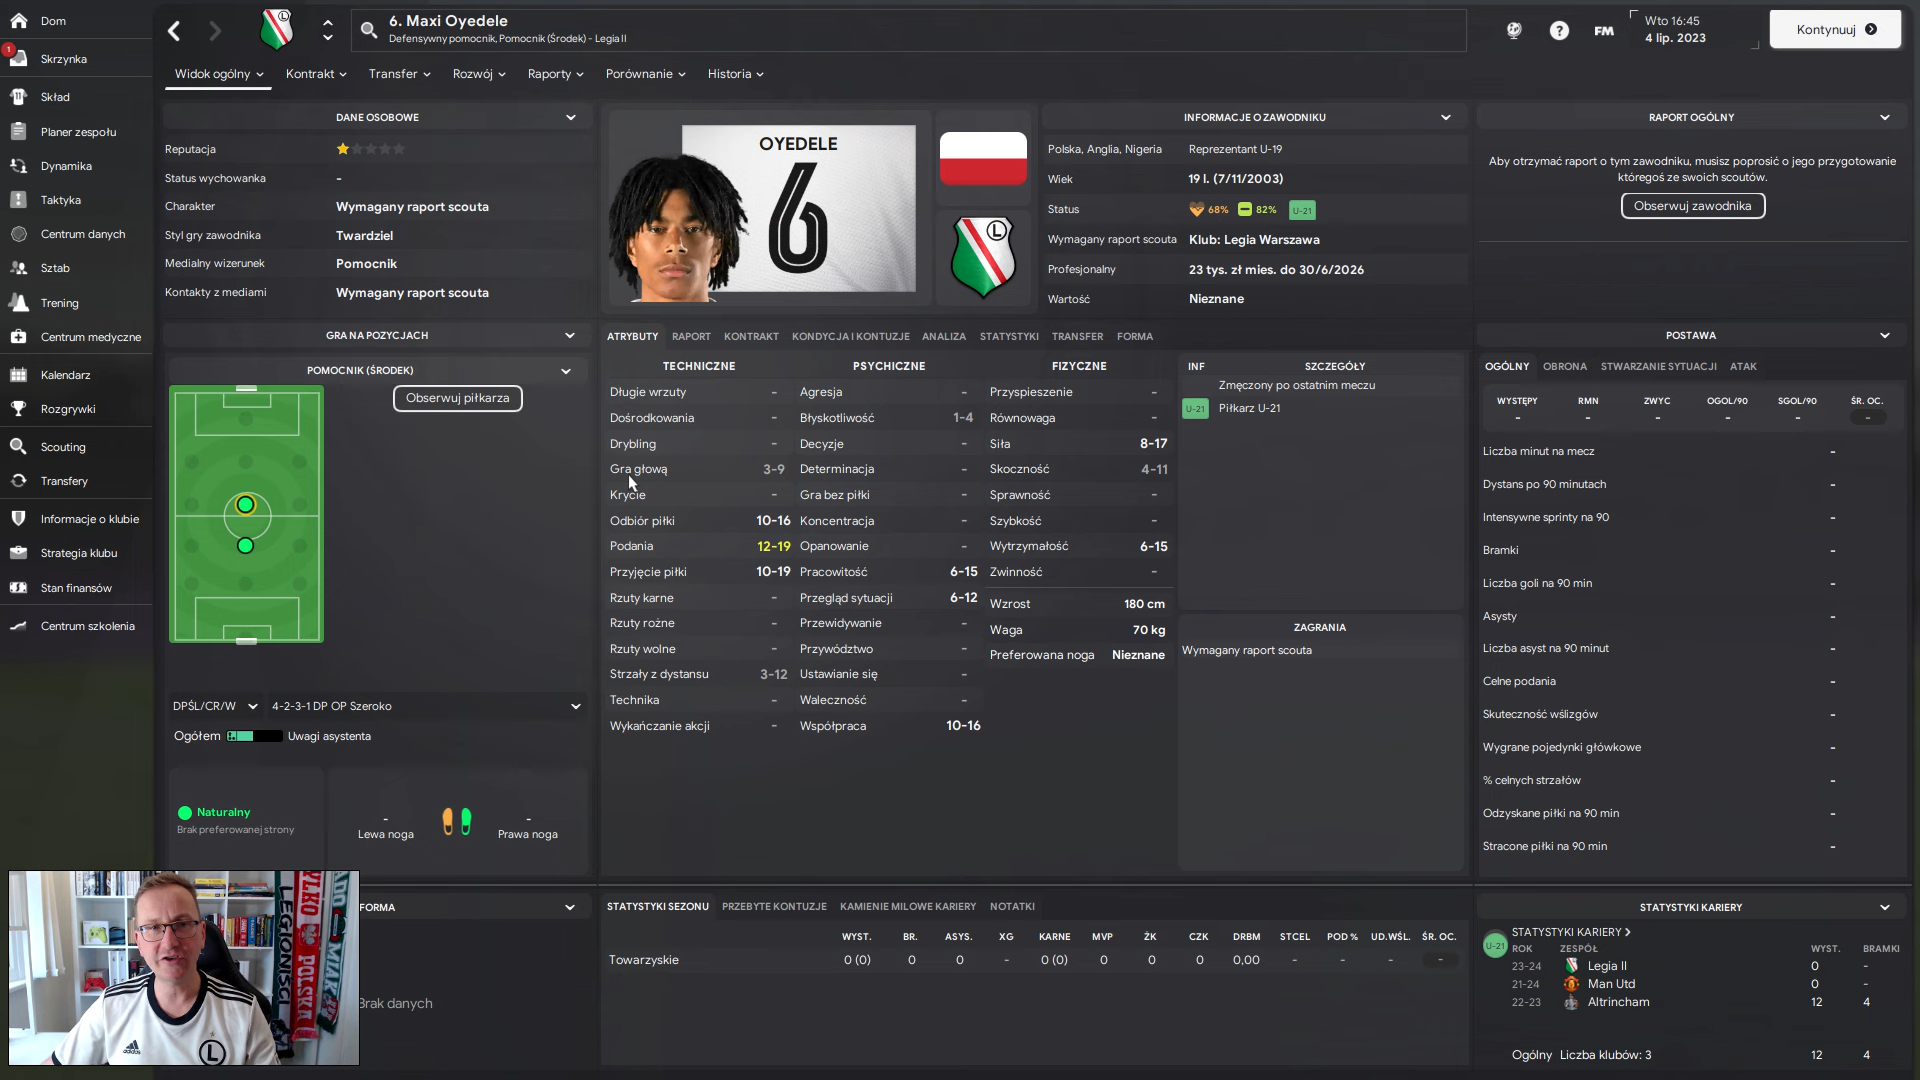 Dom
1
Skrzynka
Skład
Planer zespołu
Dynamika
Taktyka
Centrum danych
Sztab
Trening
Centrum medyczne
Kalendarz
Rozgrywki
Scouting
Transfery
Informacje o klubie
Strategia klubu
Stan finansów
Centrum szkolenia
6. Maxi Oyedele
Defensywny pomocnik, Pomocnik (Środek) - Legia II
FM
Wto 16:45
4 lip. 2023
Kontynuuj
Widok ogólny Kontrakt Transfer Rozwój Raporty Porównanie Historia
DANE OSOBOWE
Reputacja
Status wychowanka -
Charakter Wymagany raport scouta
Styl gry zawodnika Twardziel
Medialny wizerunek Pomocnik
Kontakty z mediami Wymagany raport scouta
OYEDELE
6
INFORMACJE O ZAWODNIKU
Polska, Anglia, Nigeria Reprezentant U-19
Wiek 19 l. (7/11/2003)
Status 68% 82% U-21
Wymagany raport scouta Klub: Legia Warszawa
Profesjonalny 23 tys. zł mies. do 30/6/2026
Wartość Nieznane
RAPORT OGÓLNY
Aby otrzymać raport o tym zawodniku, musisz poprosić o jego przygotowanie
któregoś ze swoich scoutów.
Obserwuj zawodnika
GRA NA POZYCJACH
POMOCNIK (ŚRODEK)
Obserwuj piłkarza
DPŚL/CR/W 4-2-3-1 DP OP Szeroko
Ogółem Uwagi asystenta
Naturalny
Brak preferowanej strony
-
Lewa noga
-
Prawa noga
ATRYBUTY RAPORT KONTRAKT KONDYCJA I KONTUZJE ANALIZA STATYSTYKI TRANSFER FORMA
TECHNICZNE
Długie wrzuty -
Dośrodkowania -
Drybling -
Gra głową 3-9
Krycie -
Odbiór piłki 10-16
Podania 12-19
Przyjęcie piłki 10-19
Rzuty karne -
Rzuty rożne -
Rzuty wolne -
Strzały z dystansu 3-12
Technika -
Wykańczanie akcji -
PSYCHICZNE
Agresja -
Błyskotliwość 1-4
Decyzje -
Determinacja -
Gra bez piłki -
Koncentracja -
Opanowanie -
Pracowitość 6-15
Przegląd sytuacji 6-12
Przewidywanie -
Przywództwo -
Ustawianie się -
Waleczność -
Współpraca 10-16
FIZYCZNE
Przyspieszenie -
Równowaga -
Siła 8-17
Skoczność 4-11
Sprawność -
Szybkość -
Wytrzymałość 6-15
Zwinność -
Wzrost 180 cm
Waga 70 kg
Preferowana noga Nieznane
INF SZCZEGÓŁY
Zmęczony po ostatnim meczu
U-21 Piłkarz U-21
ZAGRANIA
Wymagany raport scouta
POSTAWA
OGÓLNY OBRONA STWARZANIE SYTUACJI ATAK
WYSTĘPY RMN ZWYC OGOL/90 SGOL/90 ŚR. OC.
- - - - - -
Liczba minut na mecz -
Dystans po 90 minutach -
Intensywne sprinty na 90 -
Bramki -
Liczba goli na 90 min -
Asysty -
Liczba asyst na 90 minut -
Celne podania -
Skuteczność wślizgów -
Wygrane pojedynki główkowe -
% celnych strzałów -
Odzyskane piłki na 90 min -
Stracone piłki na 90 min -
FORMA
Brak danych
LEGIONIŚCI
POLSKA
STATYSTYKI SEZONU PRZEBYTE KONTUZJE KAMIENIE MILOWE KARIERY NOTATKI
WYST. BR. ASYS. XG KARNE MVP ŻK CZK DRBM STCEL POD % UD.WŚL. ŚR. OC.
Towarzyskie 0 (0) 0 0 - 0 (0) 0 0 0 0,00 - - - -
STATYSTYKI KARIERY
U-21
STATYSTYKI KARIERY
ROK ZESPÓŁ WYST. BRAMKI
23-24 Legia II 0 -
21-24 Man Utd 0 -
22-23 Altrincham 12 4
Ogólny Liczba klubów: 3 12 4